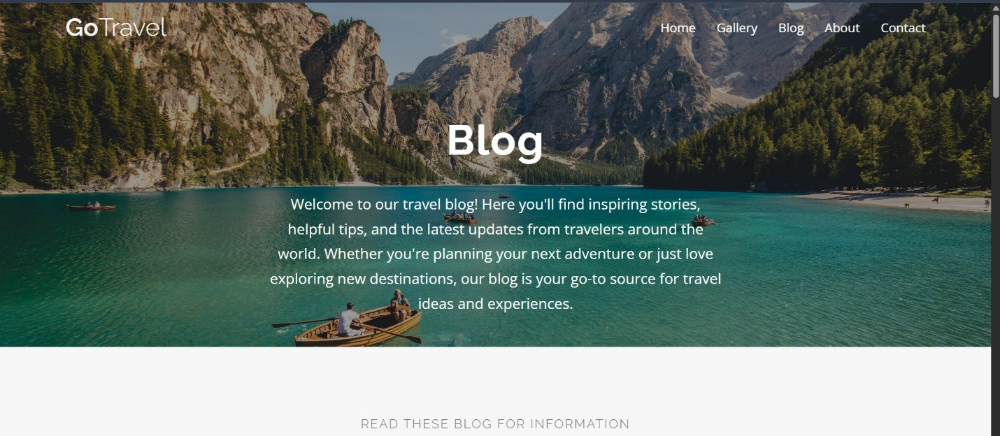 GoTravel
Home Gallery Blog About Contact
Blog
Welcome to our travel blog! Here you'll find inspiring stories,
helpful tips, and the latest updates from travelers around the
world. Whether you're planning your next adventure or just love
exploring new destinations, our blog is your go-to source for travel
ideas and experiences.
READ THESE BLOG FOR INFORMATION